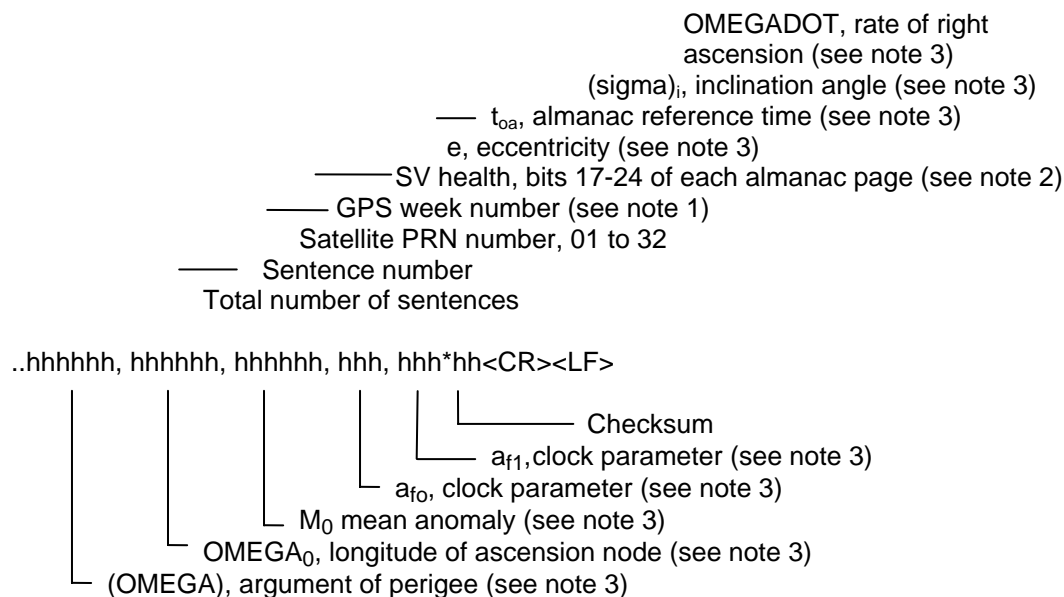 OMEGADOT, rate of right
ascension (see note 3)
(sigma)i, inclination angle (see note 3)
toa, almanac reference time (see note 3)
e, eccentricity (see note 3)
SV health, bits 17-24 of each almanac page (see note 2)
GPS week number (see note 1)
Satellite PRN number, 01 to 32
Sentence number
Total number of sentences
..hhhhhh, hhhhhh, hhhhhh, hhh, hhh*hh<CR><LF>
Checksum
af1,clock parameter (see note 3)
afo, clock parameter (see note 3)
M0 mean anomaly (see note 3)
OMEGA0, longitude of ascension node (see note 3)
(OMEGA), argument of perigee (see note 3)